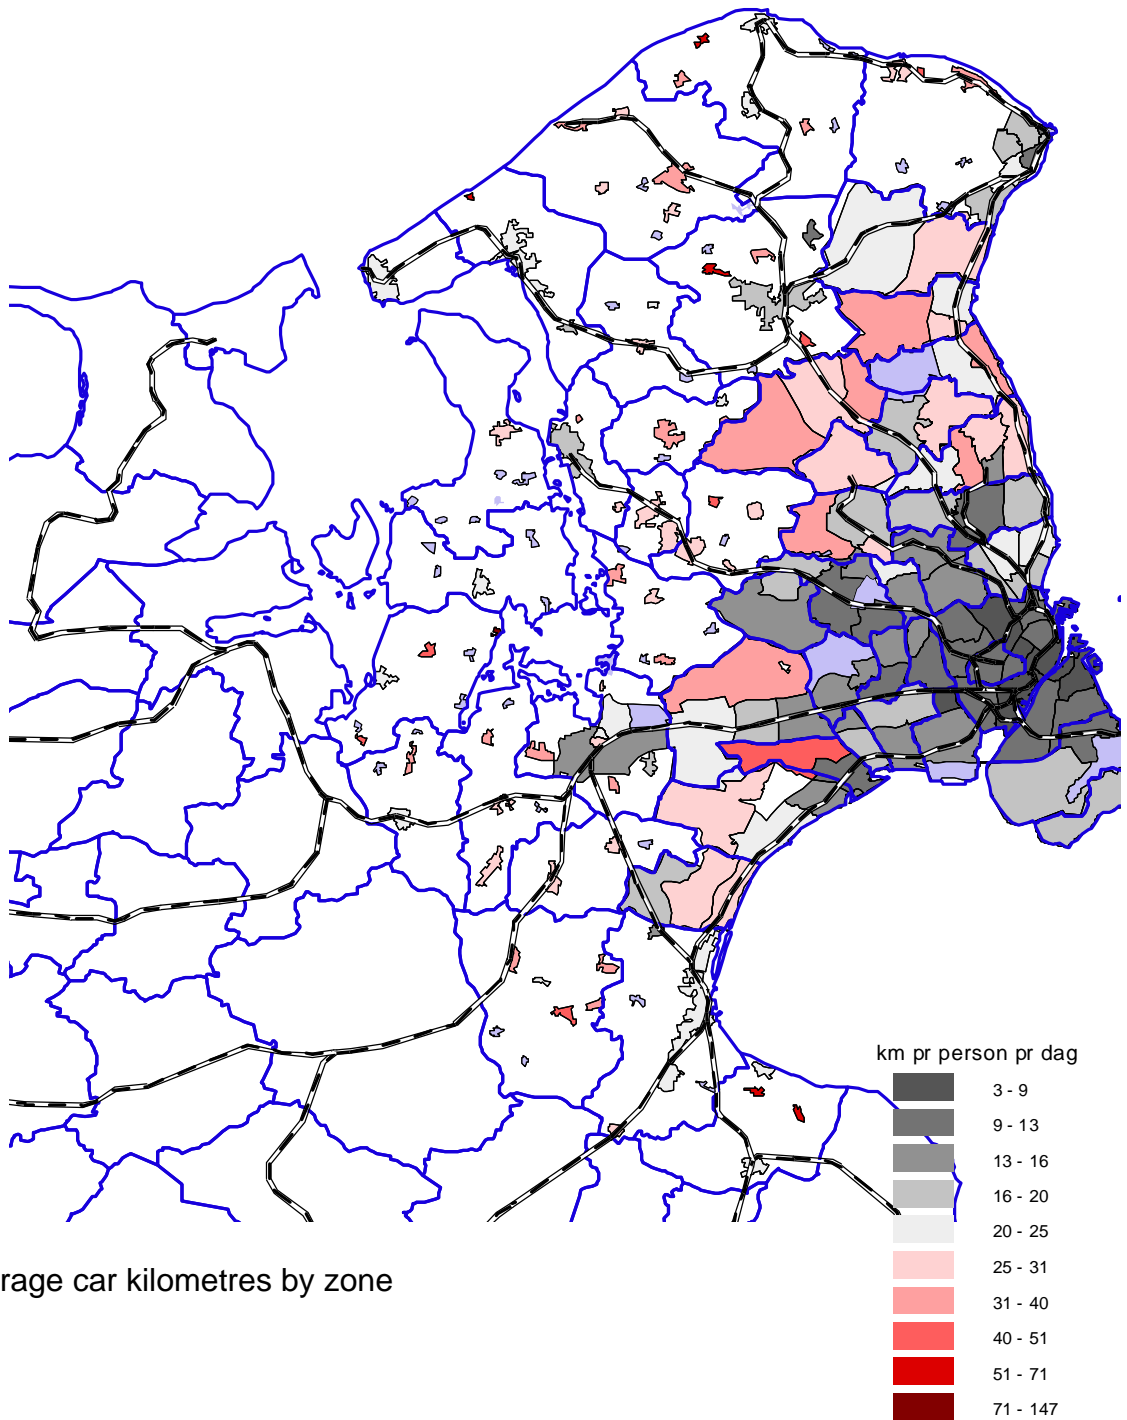 km pr person pr dag
3 - 9
9 - 13
13 - 16
16 - 20
20 - 25
25 - 31
31 - 40
40 - 51
51 - 71
71 - 147
rage car kilometres by zone